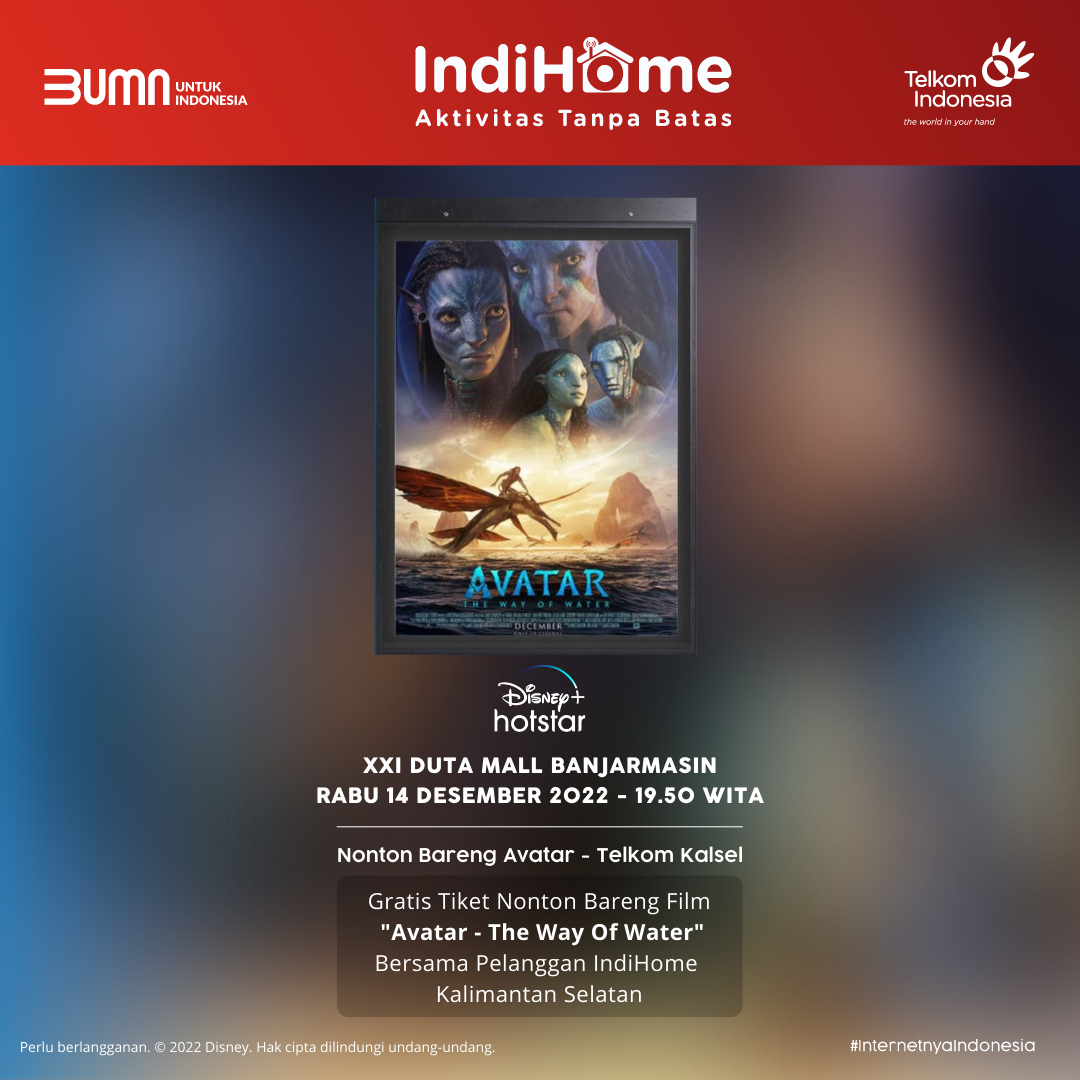 BUMN UNTUK
INDONESIA
IndiHome
Aktivitas Tanpa Batas
Telkom
Indonesia
the world in your hand
AVATAR
THE WAY OF WATER
DECEMBER
Disney+
hotstar
XXI DUTA MALL BANJARMASIN
RABU 14 DESEMBER 2022 - 19.50 WITA
Nonton Bareng Avatar - Telkom Kalsel
Gratis Tiket Nonton Bareng Film
"Avatar - The Way Of Water"
Bersama Pelanggan IndiHome
Kalimantan Selatan
Perlu berlangganan. © 2022 Disney. Hak cipta dilindungi undang-undang.
#InternetnyaIndonesia